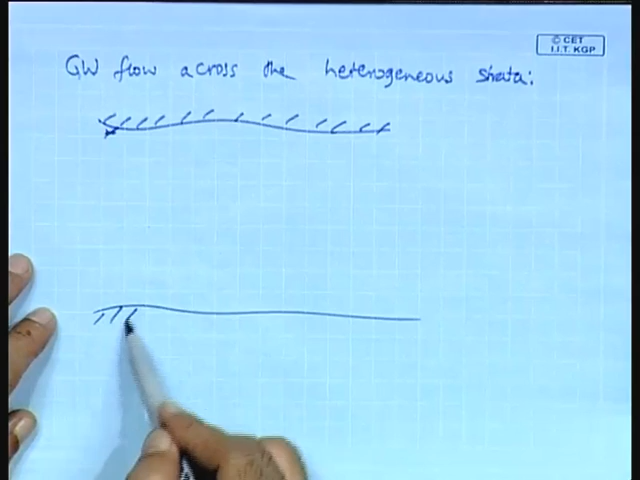 © CET
I.I.T. KGP
GW flow across the heterogeneous strata: